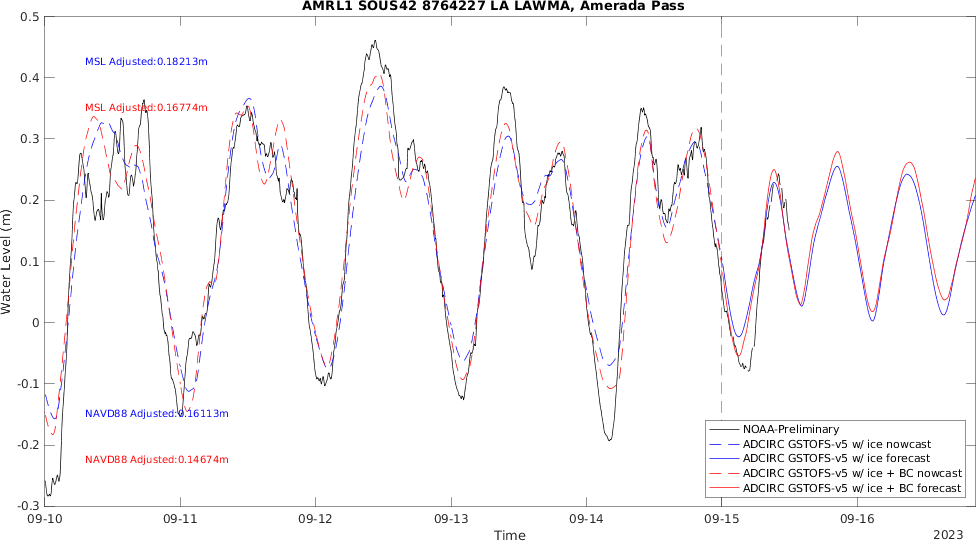 AMRL1 SOUS42 8764227 LA LAWMA, Amerada Pass
0.5
0.4
0.3
0.2
0.1
0
-0.1
-0.2
-0.3
Water Level (m)
MSL Adjusted:0.18213m
MSL Adjusted:0.16774m
NAVD88 Adjusted:0.16113m
NAVD88 Adjusted:0.14674m
NOAA-Preliminary
ADCIRC GSTOFS-v5 w/ ice nowcast
ADCIRC GSTOFS-v5 w/ ice forecast
ADCIRC GSTOFS-v5 w/ ice + BC nowcast
ADCIRC GSTOFS-v5 w/ ice + BC forecast
09-10 09-11 09-12 09-13 09-14 09-15 09-16
Time
2023